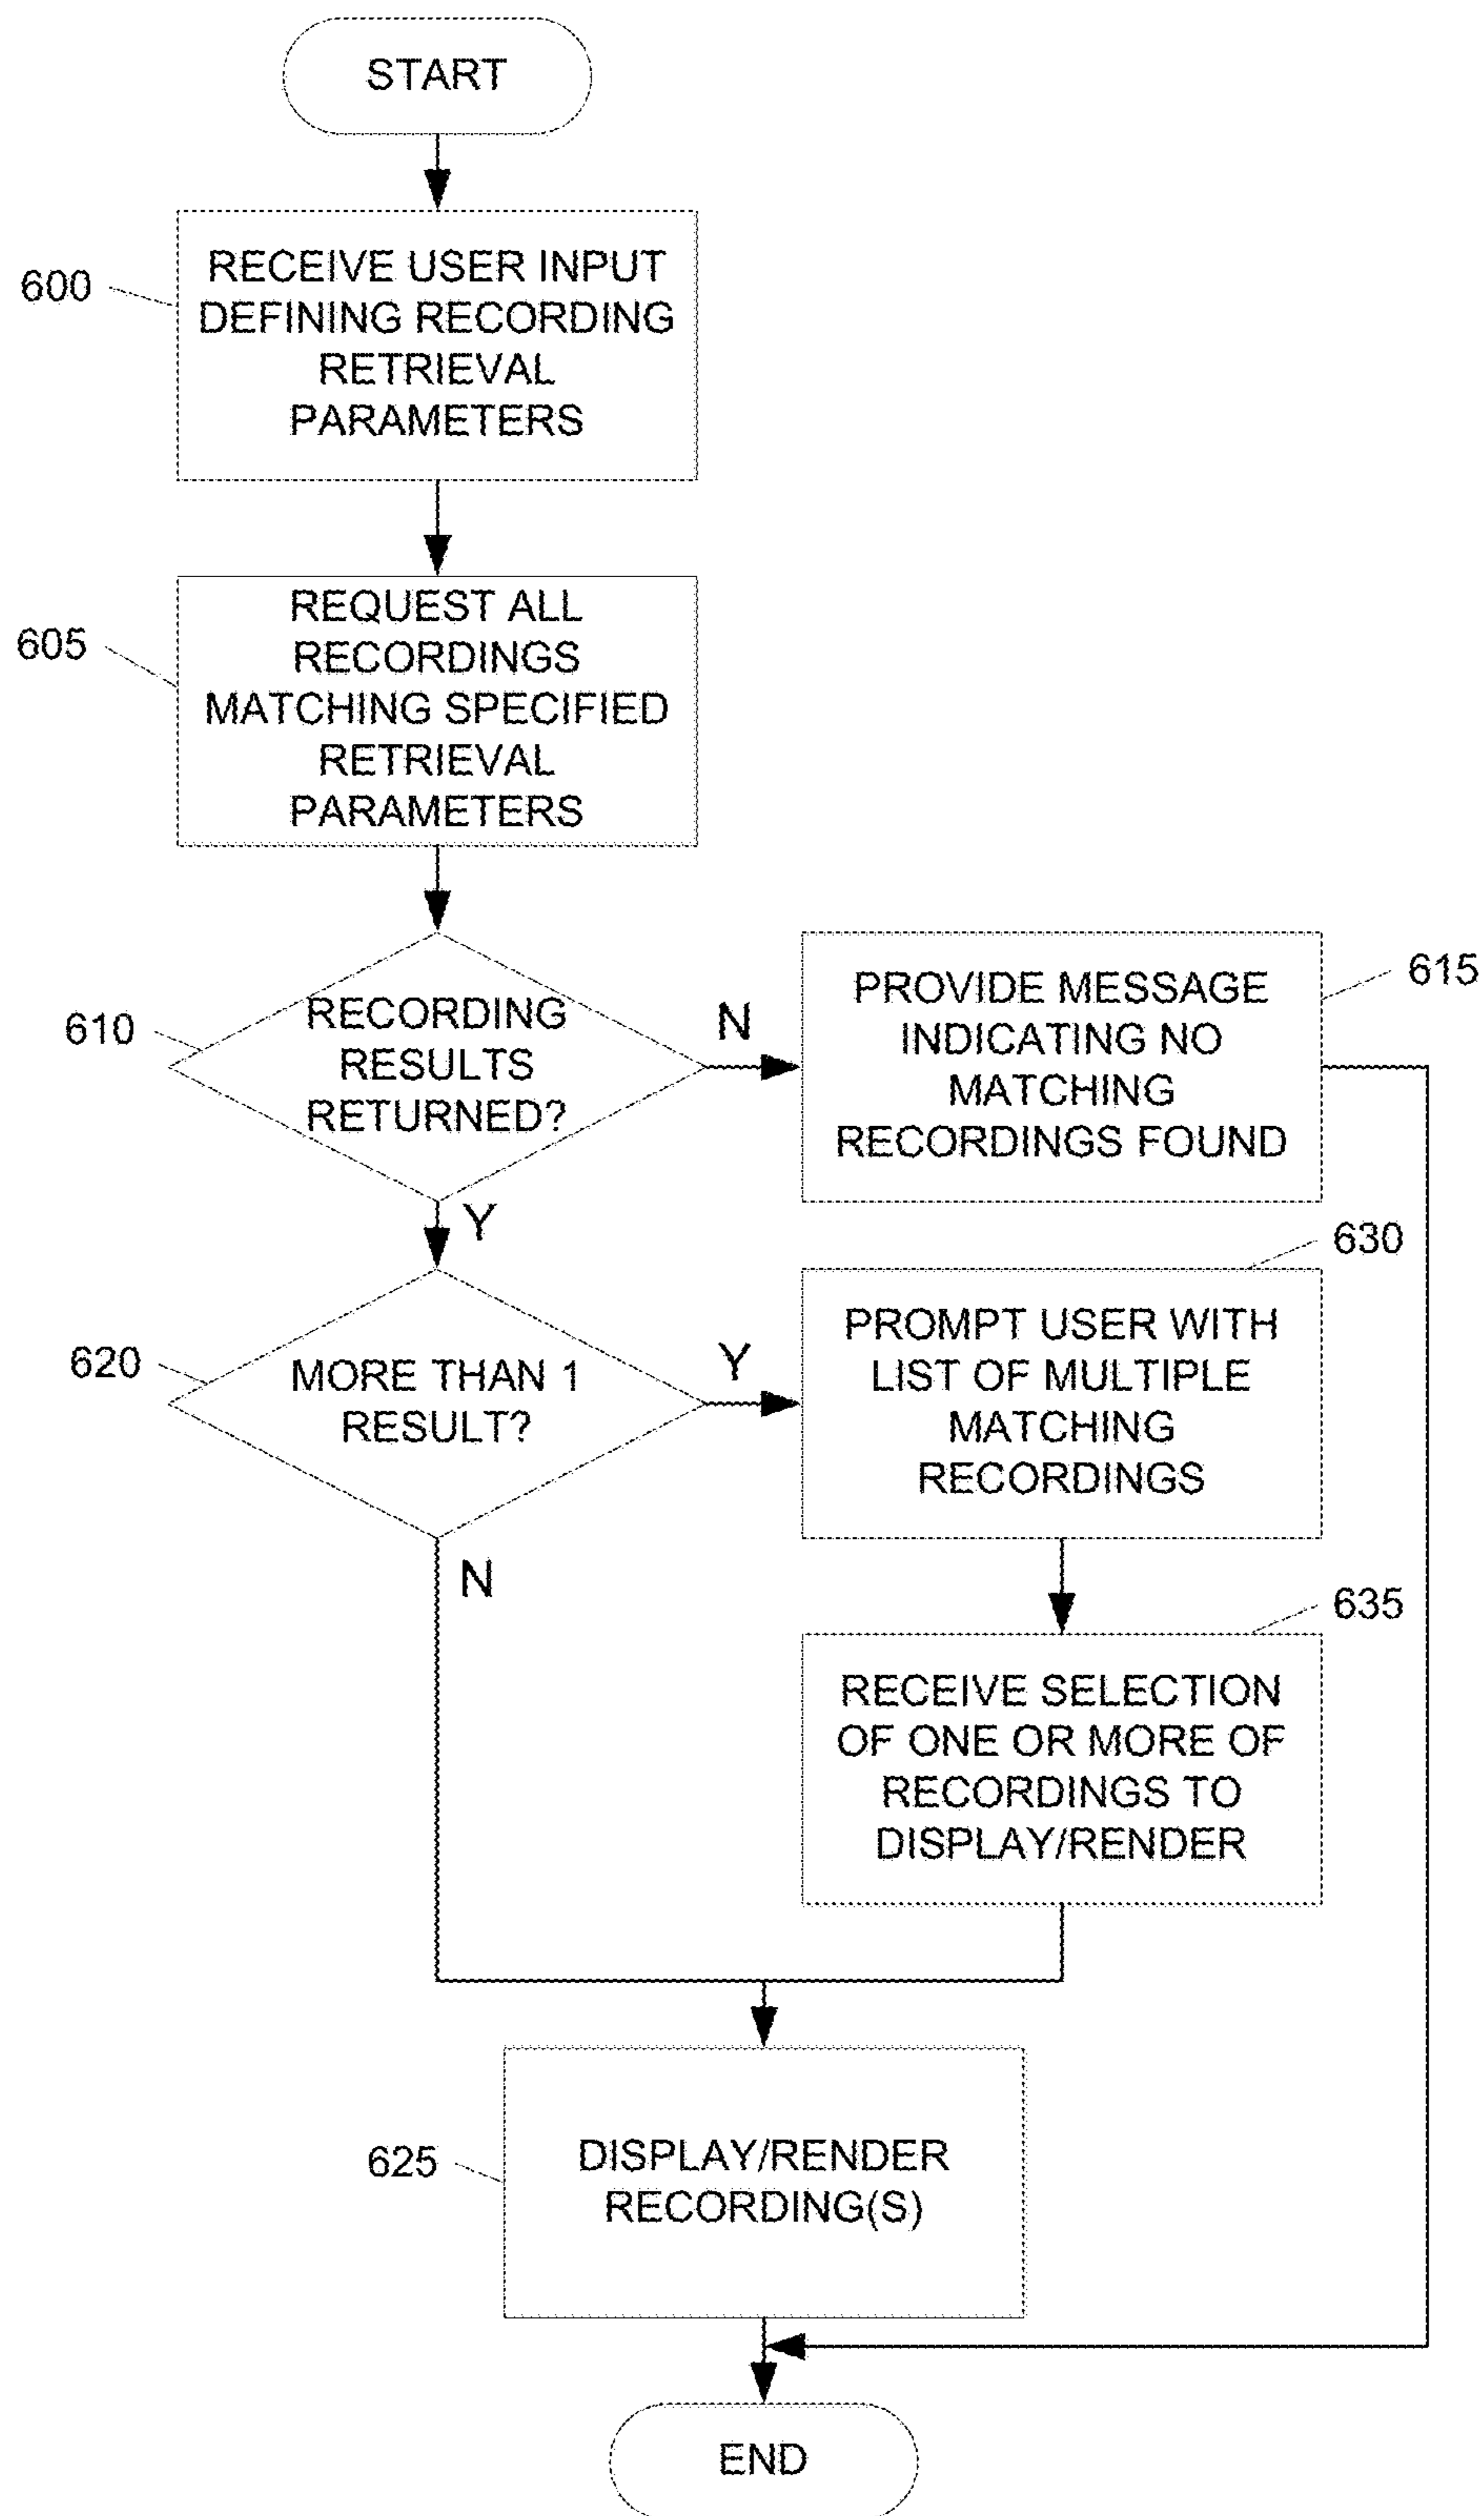 START
600
RECEIVE USER INPUT
DEFINING RECORDING
RETRIEVAL
PARAMETERS
605
REQUEST ALL
RECORDINGS
MATCHING SPECIFIED
RETRIEVAL
PARAMETERS
610
RECORDING
RESULTS
RETURNED?
N
PROVIDE MESSAGE
INDICATING NO
MATCHING
RECORDINGS FOUND
615
Y
620
MORE THAN 1
RESULT?
Y
630
PROMPT USER WITH
LIST OF MULTIPLE
MATCHING
RECORDINGS
N
635
RECEIVE SELECTION
OF ONE OR MORE OF
RECORDINGS TO
DISPLAY/RENDER
625
DISPLAY/RENDER
RECORDING(S)
END